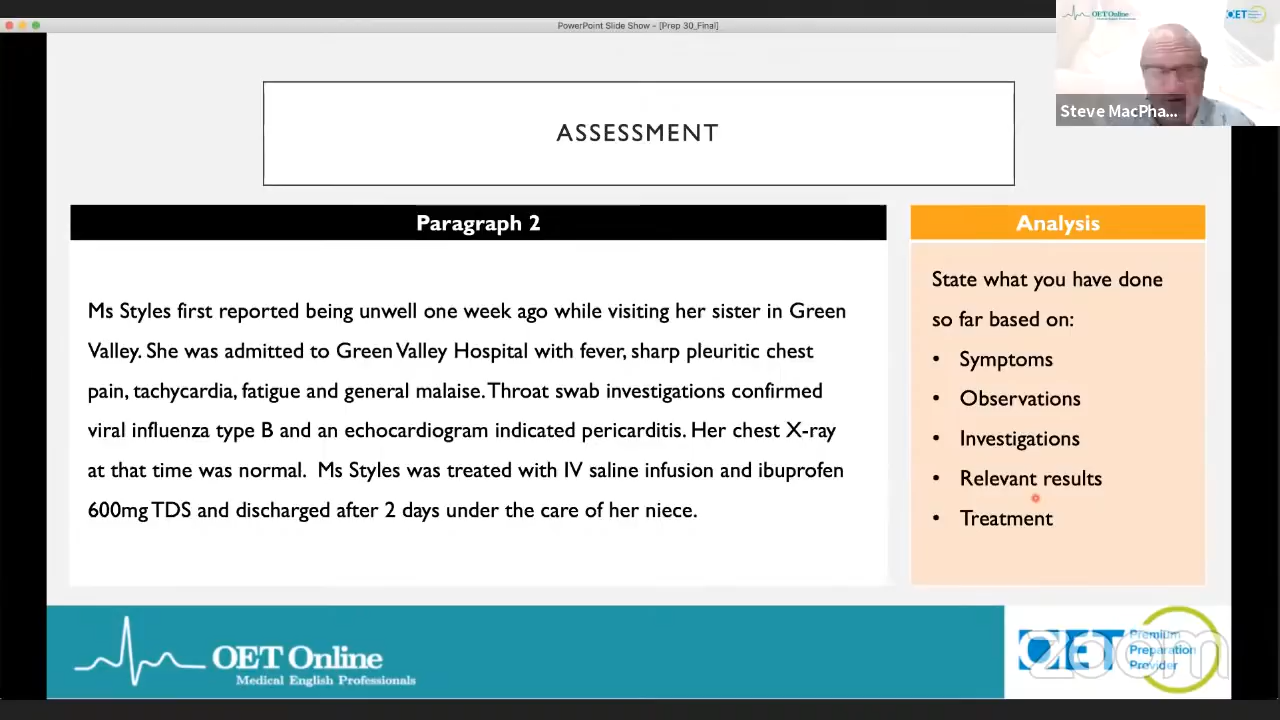 PowerPoint Slide Show - [Prep 30_Final]
OET Online
OET
Steve MacPha...
ASSESSMENT
Paragraph 2
Ms Styles first reported being unwell one week ago while visiting her sister in Green
Valley. She was admitted to Green Valley Hospital with fever, sharp pleuritic chest
pain, tachycardia, fatigue and general malaise. Throat swab investigations confirmed
viral influenza type B and an echocardiogram indicated pericarditis. Her chest X-ray
at that time was normal.  Ms Styles was treated with IV saline infusion and ibuprofen
600mg TDS and discharged after 2 days under the care of her niece.
Analysis
State what you have done
so far based on:
• Symptoms
• Observations
• Investigations
• Relevant results
• Treatment
OET Online
Medical English Professionals
OET
Premium
Preparation
Provider
zoom